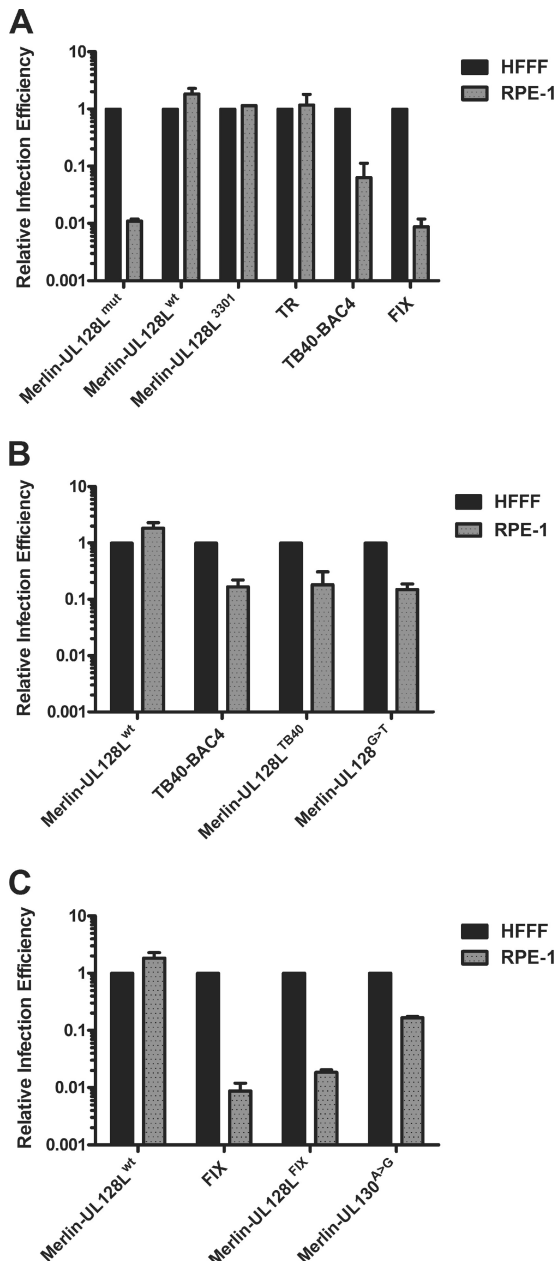 A
Relative Infection Efficiency
10
1
0.1
0.01
0.001
HFFF
RPE-1
Merlin-UL128L^mut
Merlin-UL128L^wt
Merlin-UL128L^3301
TR
TB40-BAC4
FIX
B
Relative Infection Efficiency
10
1
0.1
0.01
0.001
HFFF
RPE-1
Merlin-UL128L^wt
TB40-BAC4
Merlin-UL128L^TB40
Merlin-UL128^G>T
C
Relative Infection Efficiency
10
1
0.1
0.01
0.001
HFFF
RPE-1
Merlin-UL128L^wt
FIX
Merlin-UL128L^FIX
Merlin-UL130^A>G